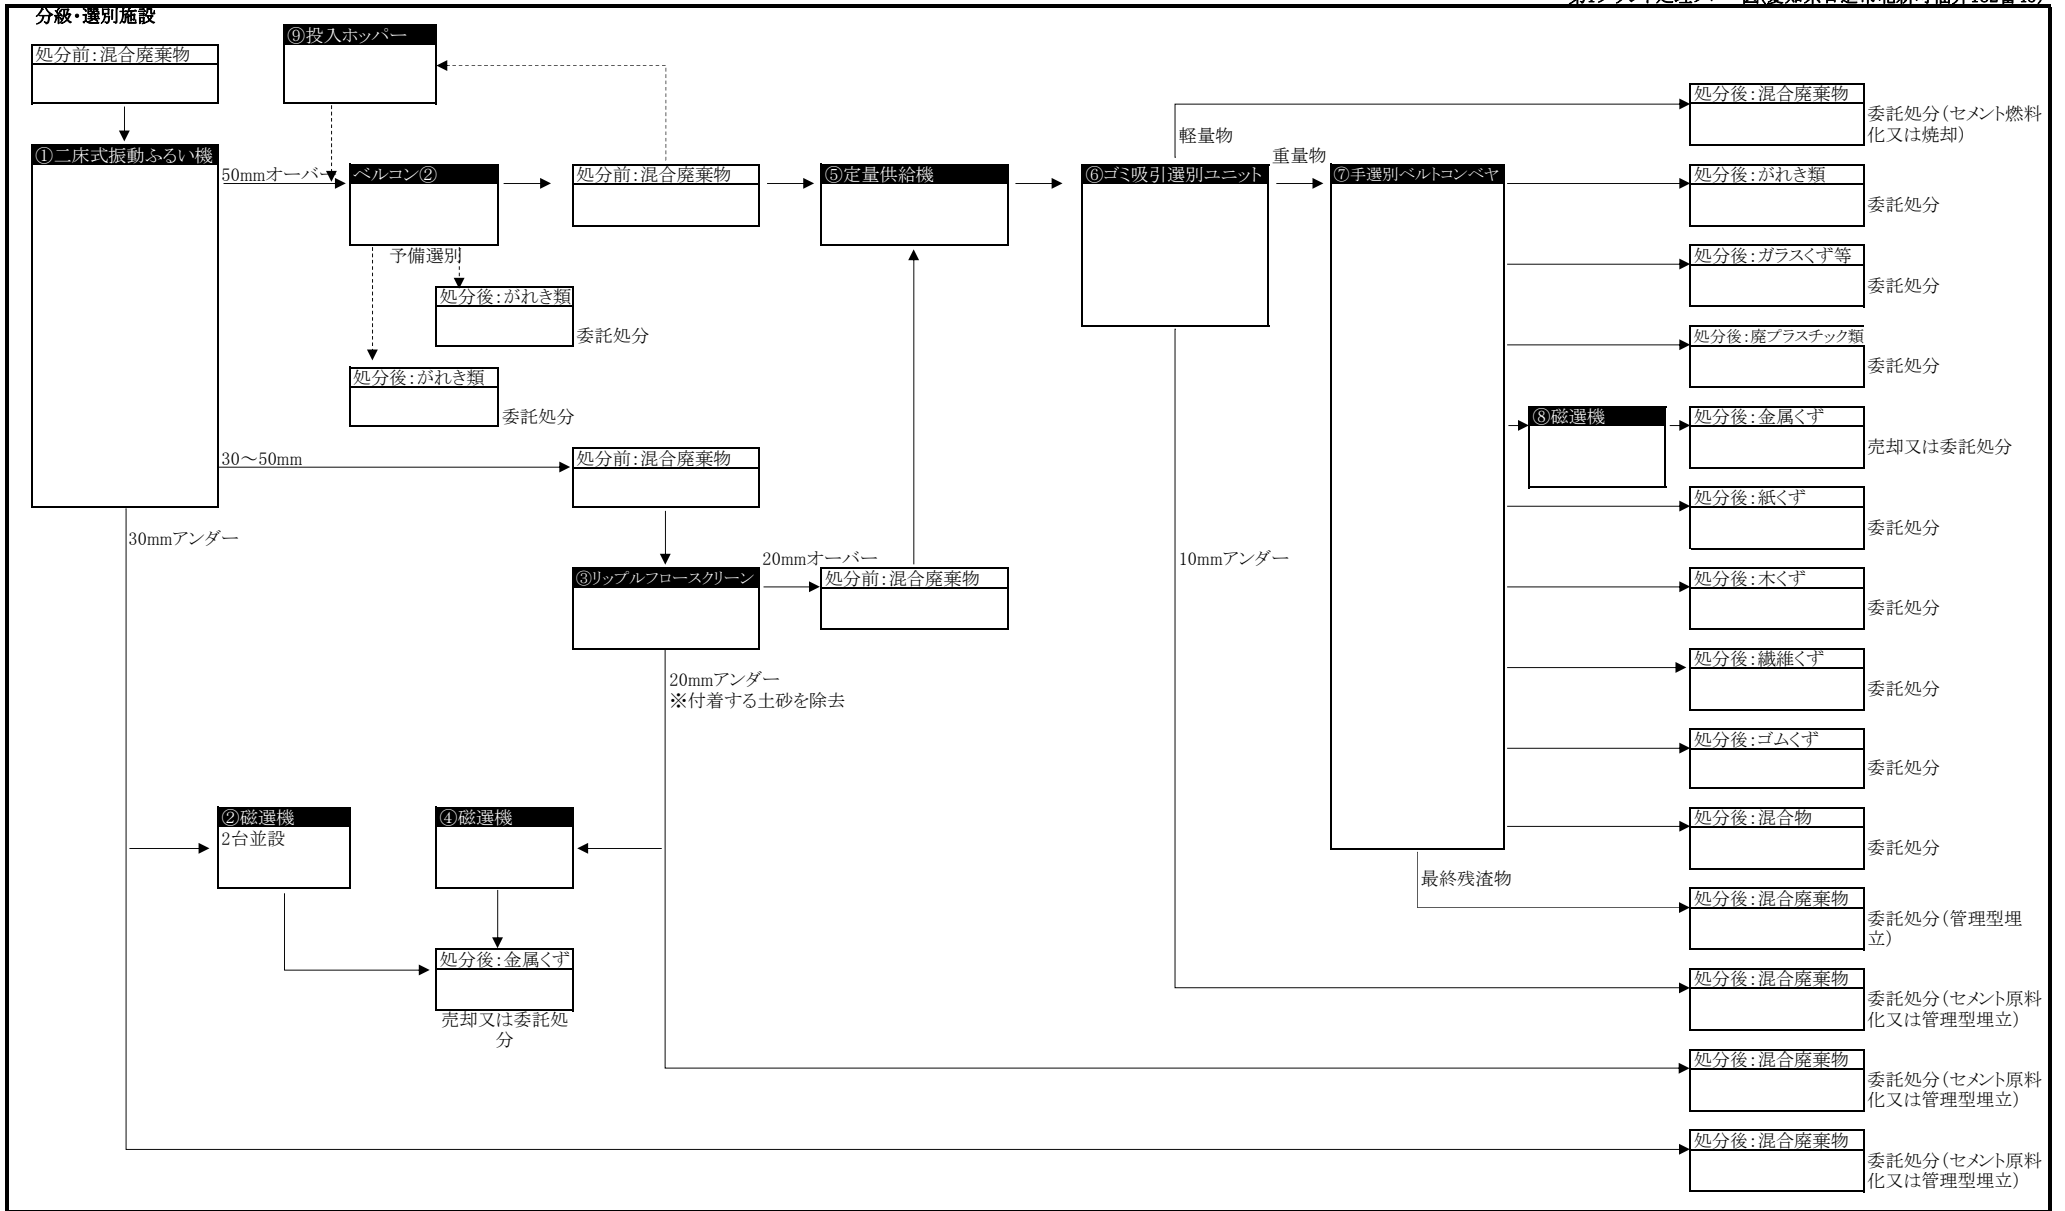 分級・選別施設
処分前:混合廃棄物
⑨投入ホッパー
①二床式振動ふるい機
50mmオーバー
ベルコン②
予備選別
処分後:がれき類
委託処分
処分後:がれき類
委託処分
処分前:混合廃棄物
⑤定量供給機
30～50mm
処分前:混合廃棄物
30mmアンダー
③リップルフロースクリーン
20mmオーバー
処分前:混合廃棄物
20mmアンダー
※付着する土砂を除去
②磁選機
2台並設
④磁選機
処分後:金属くず
売却又は委託処
分
⑥ゴミ吸引選別ユニット
軽量物
重量物
10mmアンダー
⑦手選別ベルトコンベヤ
最終残渣物
⑧磁選機
処分後:混合廃棄物
委託処分(セメント燃料
化又は焼却)
処分後:がれき類
委託処分
処分後:ガラスくず等
委託処分
処分後:廃プラスチック類
委託処分
処分後:金属くず
売却又は委託処分
処分後:紙くず
委託処分
処分後:木くず
委託処分
処分後:繊維くず
委託処分
処分後:ゴムくず
委託処分
処分後:混合物
委託処分
処分後:混合廃棄物
委託処分(管理型埋
立)
処分後:混合廃棄物
委託処分(セメント原料
化又は管理型埋立)
処分後:混合廃棄物
委託処分(セメント原料
化又は管理型埋立)
処分後:混合廃棄物
委託処分(セメント原料
化又は管理型埋立)